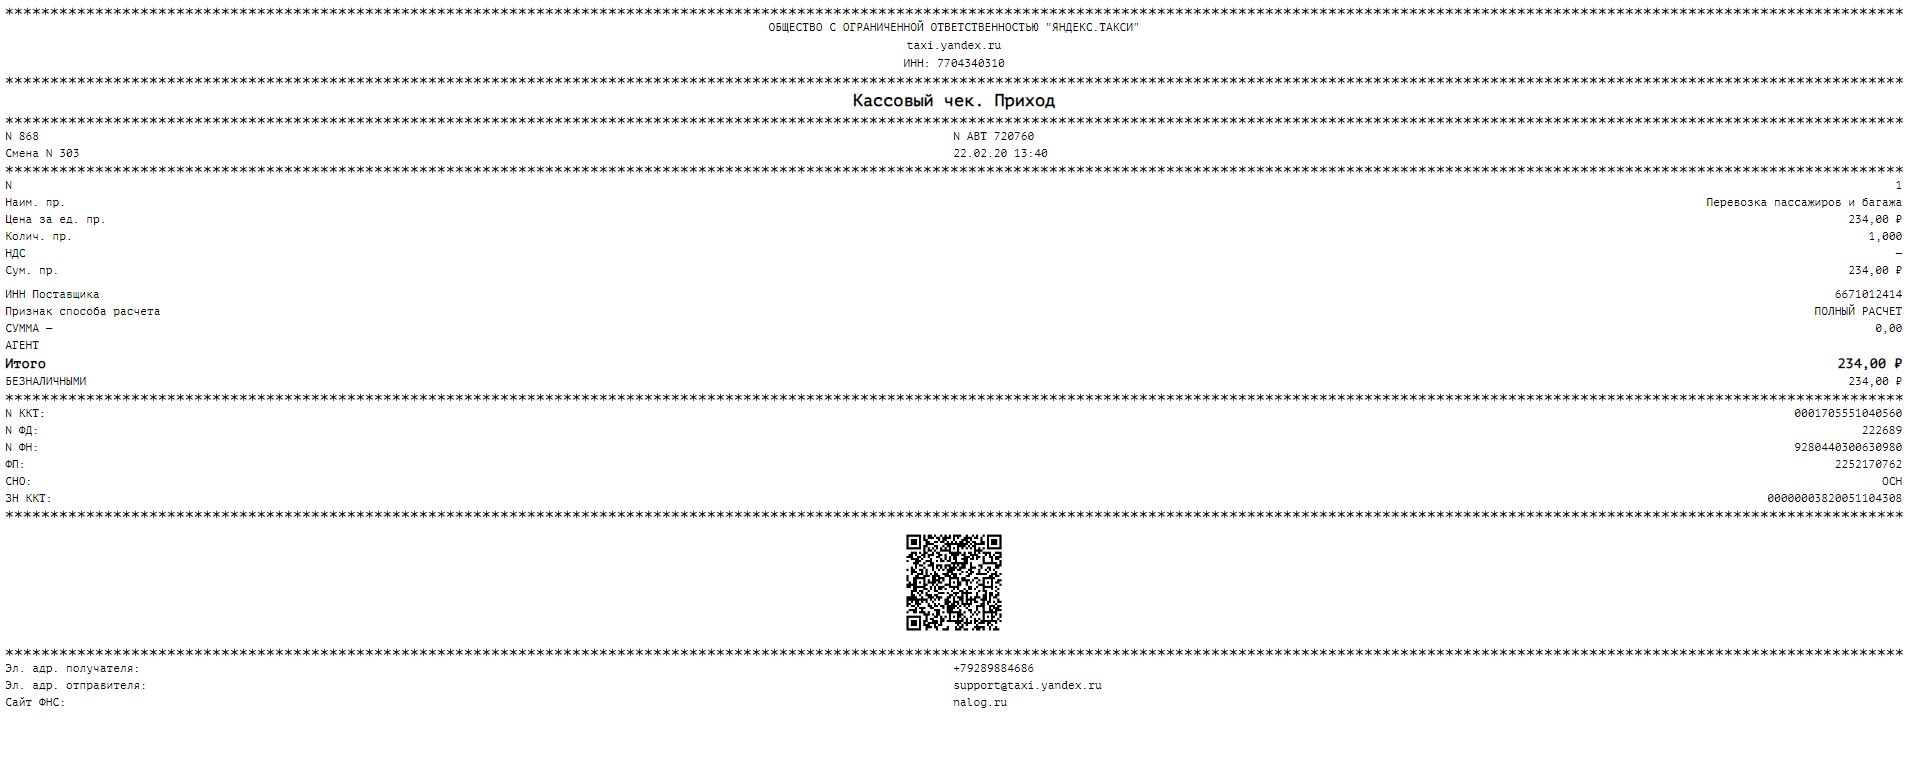 ****************************************************************
ОБЩЕСТВО С ОГРАНИЧЕННОЙ ОТВЕТСТВЕННОСТЬЮ "ЯНДЕКС.ТАКСИ"
taxi.yandex.ru
ИНН: 7704340310
****************************************************************
Кассовый чек. Приход
****************************************************************
N 868 N АВТ 720760
Смена N 303 22.02.20 13:40
****************************************************************
N 1
Наим. пр. Перевозка пассажиров и багажа
Цена за ед. пр. 234,00 ₽
Колич. пр. 1,000
НДС –
Сум. пр. 234,00 ₽
ИНН Поставщика 6671012414
Признак способа расчета ПОЛНЫЙ РАСЧЕТ
СУММА – 0,00
АГЕНТ
Итого 234,00 ₽
БЕЗНАЛИЧНЫМИ 234,00 ₽
****************************************************************
N ККТ: 0001705551040560
N ФД: 222689
N ФН: 9280440300630980
ФП: 2252170762
СНО: ОСН
ЗН ККТ: 00000003820051104308
****************************************************************
****************************************************************
Эл. адр. получателя: +79289884686
Эл. адр. отправителя: support@taxi.yandex.ru
Сайт ФНС: nalog.ru